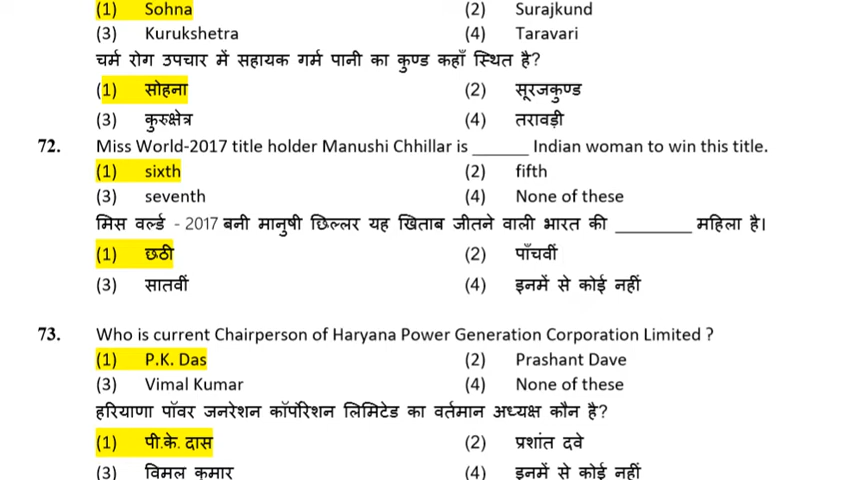 (1) Sohna (2) Surajkund
(3) Kurukshetra (4) Taravari
चर्म रोग उपचार में सहायक गर्म पानी का कुण्ड कहाँ स्थित है?
(1) सोहना (2) सूरजकुण्ड
(3) कुरुक्षेत्र (4) तरावड़ी
72. Miss World-2017 title holder Manushi Chhillar is ______ Indian woman to win this title.
(1) sixth (2) fifth
(3) seventh (4) None of these
मिस वर्ल्ड - 2017 बनी मानुषी छिल्लर यह खिताब जीतने वाली भारत की ________ महिला है।
(1) छठी (2) पाँचवीं
(3) सातवीं (4) इनमें से कोई नहीं
73. Who is current Chairperson of Haryana Power Generation Corporation Limited ?
(1) P.K. Das (2) Prashant Dave
(3) Vimal Kumar (4) None of these
हरियाणा पॉवर जनरेशन कॉर्पोरेशन लिमिटेड का वर्तमान अध्यक्ष कौन है?
(1) पी.के. दास (2) प्रशांत दवे
(3) विमल कुमार (4) इनमें से कोई नहीं